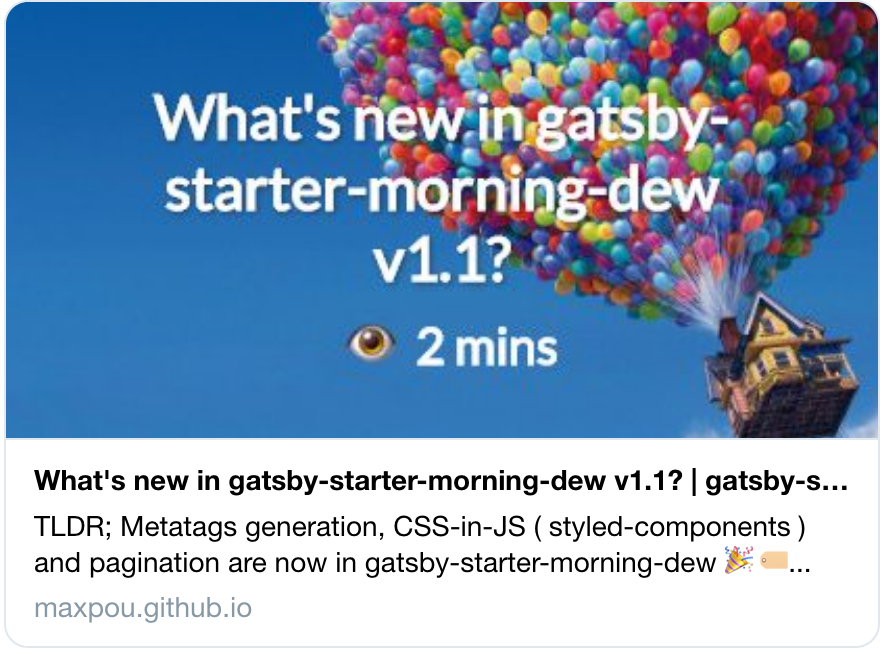 What's new in gatsby-
starter-morning-dew
v1.1?
👁 2 mins
What's new in gatsby-starter-morning-dew v1.1? | gatsby-s...
TLDR; Metatags generation, CSS-in-JS ( styled-components )
and pagination are now in gatsby-starter-morning-dew 🎉 🏷...
maxpou.github.io